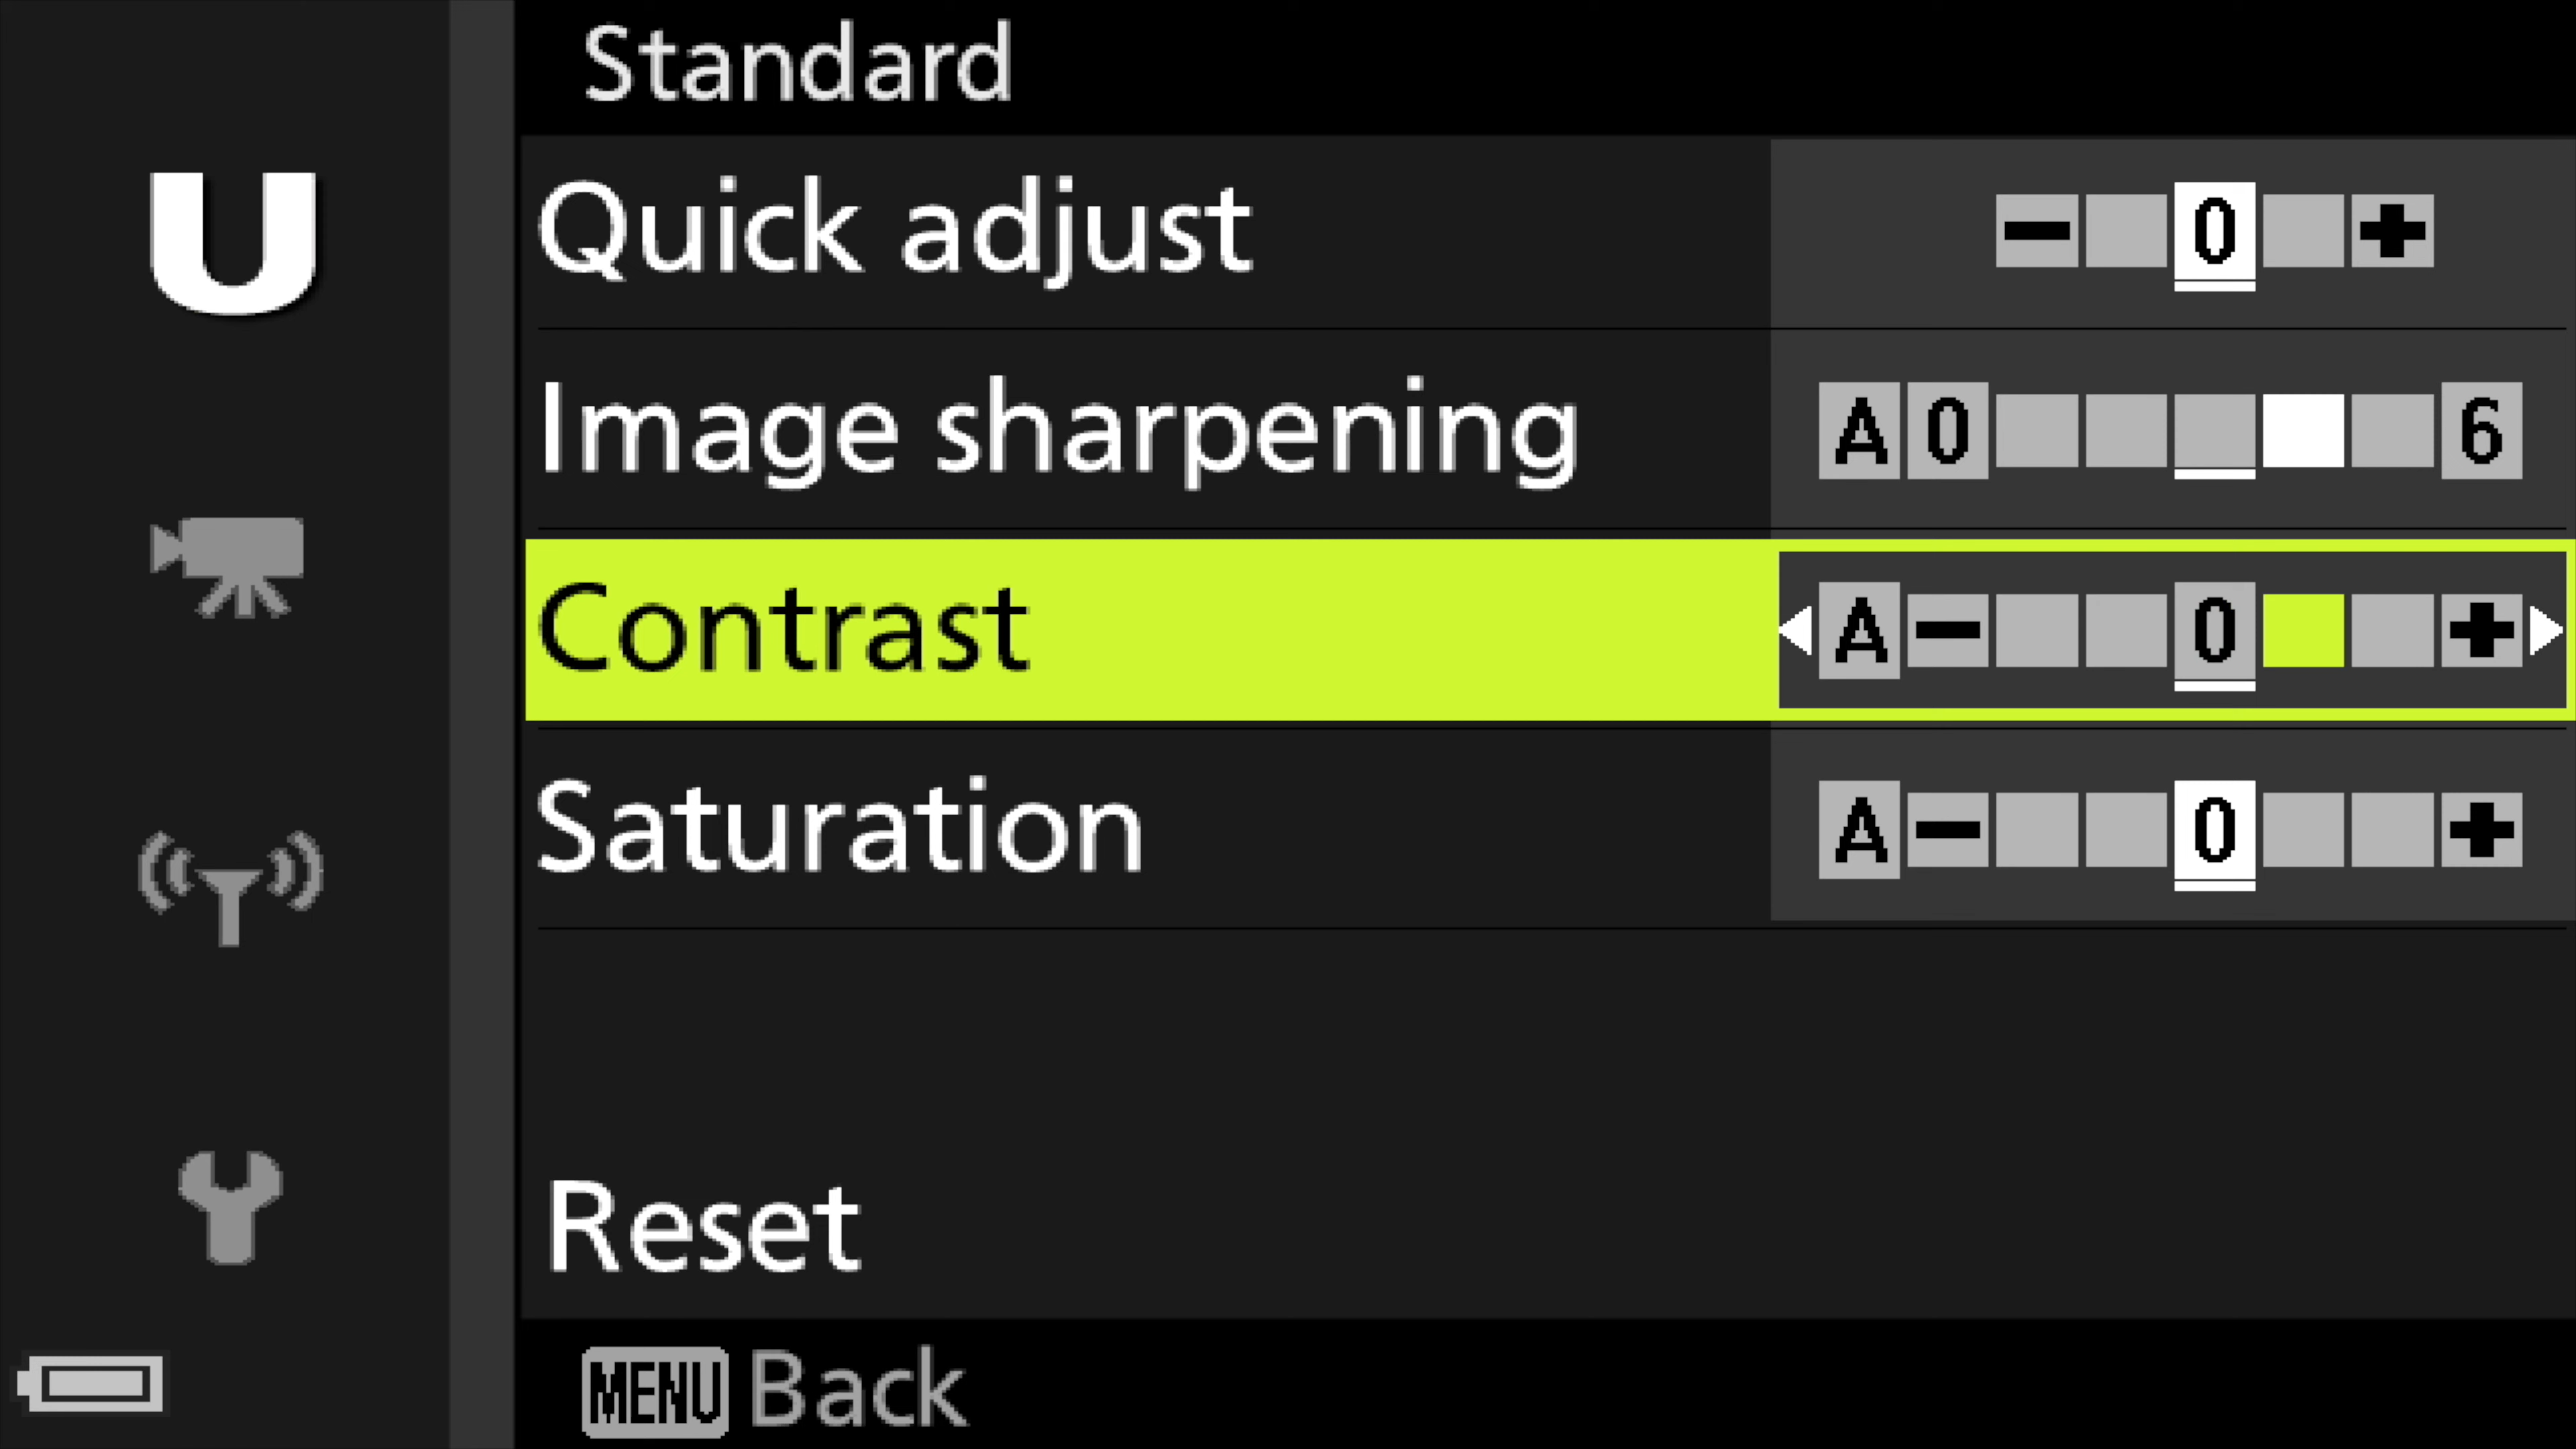 Standard
U
Quick adjust − 0 +
Image sharpening A 0 6
Contrast A − 0 +
Saturation A − 0 +
Reset
MENU Back